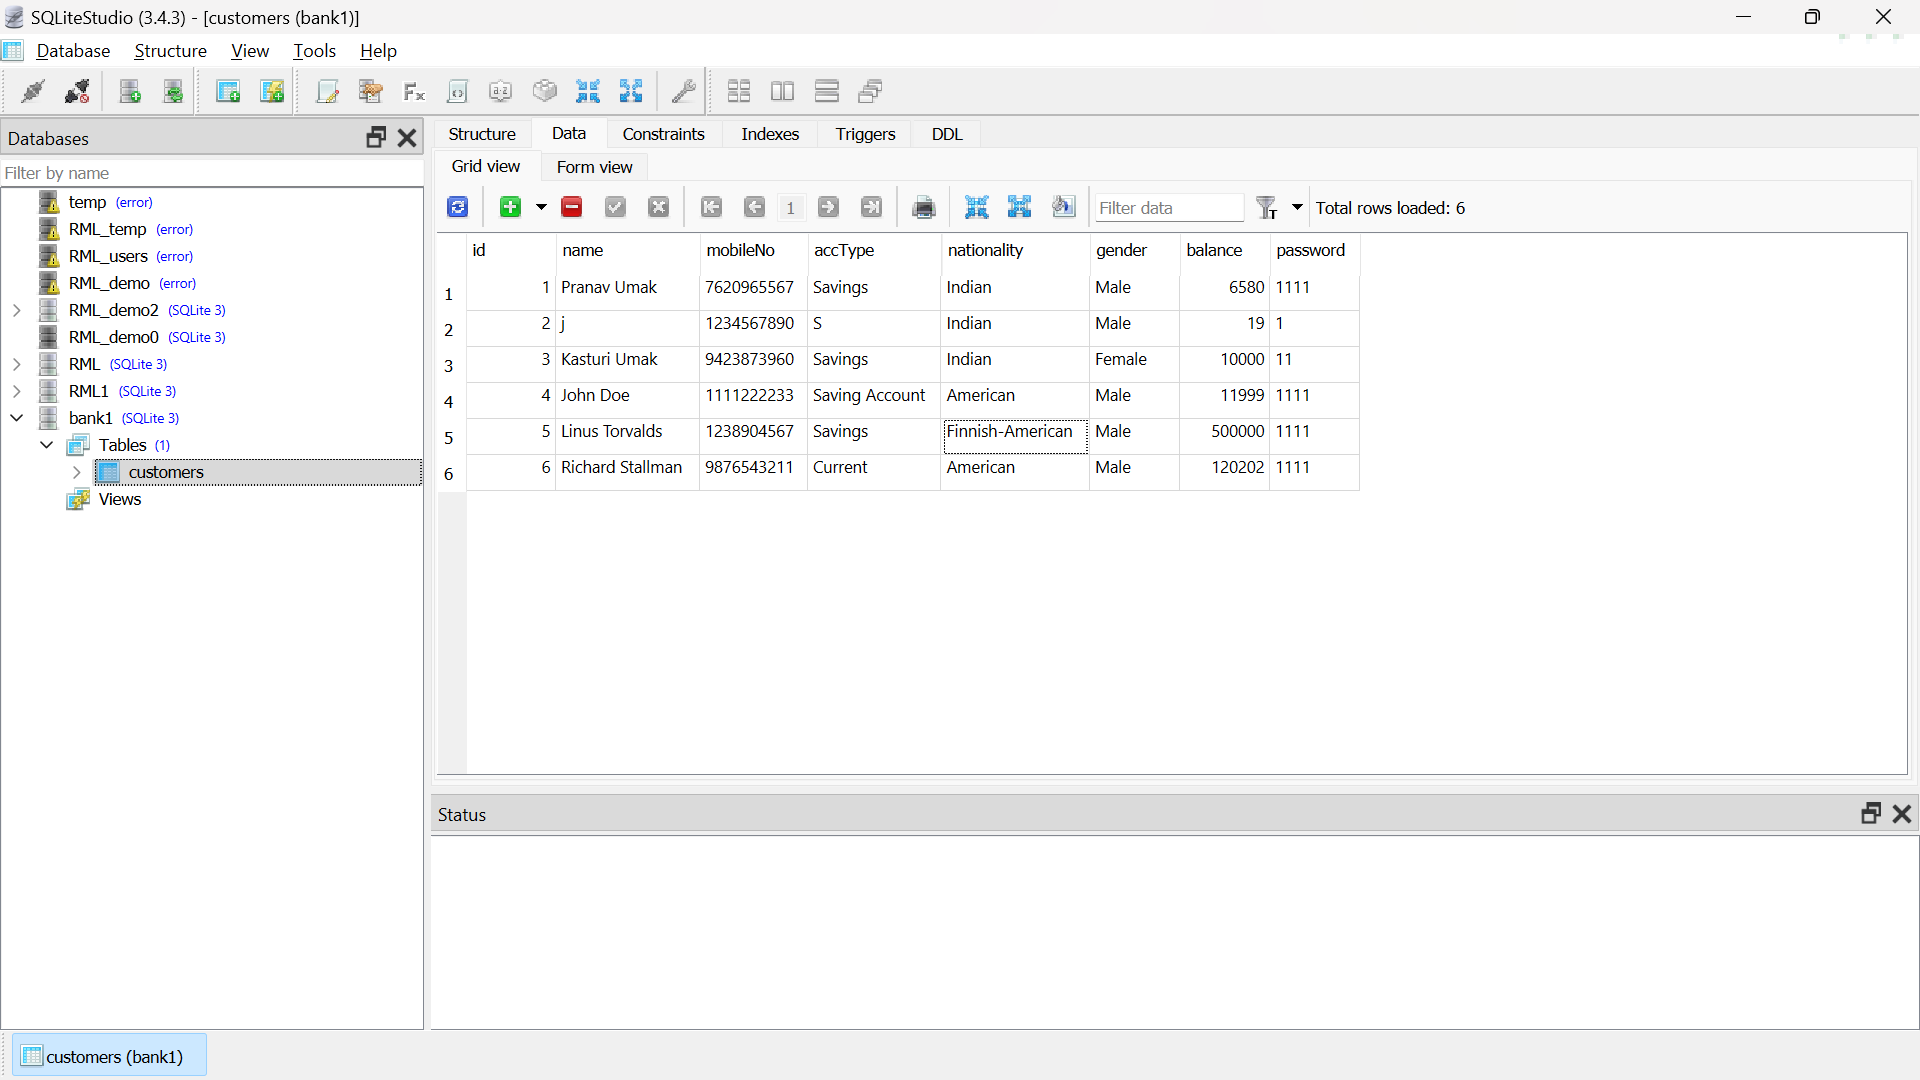 SQLiteStudio (3.4.3) - [customers (bank1)]
Database Structure View Tools Help
Databases
Filter by name
temp (error)
RML_temp (error)
RML_users (error)
RML_demo (error)
RML_demo2 (SQLite 3)
RML_demo0 (SQLite 3)
RML (SQLite 3)
RML1 (SQLite 3)
bank1 (SQLite 3)
Tables (1)
customers
Views
Structure Data Constraints Indexes Triggers DDL
Grid view Form view
1 Filter data Total rows loaded: 6
id name mobileNo accType nationality gender balance password
1 1 Pranav Umak 7620965567 Savings Indian Male 6580 1111
2 2 j 1234567890 S Indian Male 19 1
3 3 Kasturi Umak 9423873960 Savings Indian Female 10000 11
4 4 John Doe 1111222233 Saving Account American Male 11999 1111
5 5 Linus Torvalds 1238904567 Savings Finnish-American Male 500000 1111
6 6 Richard Stallman 9876543211 Current American Male 120202 1111
Status
customers (bank1)